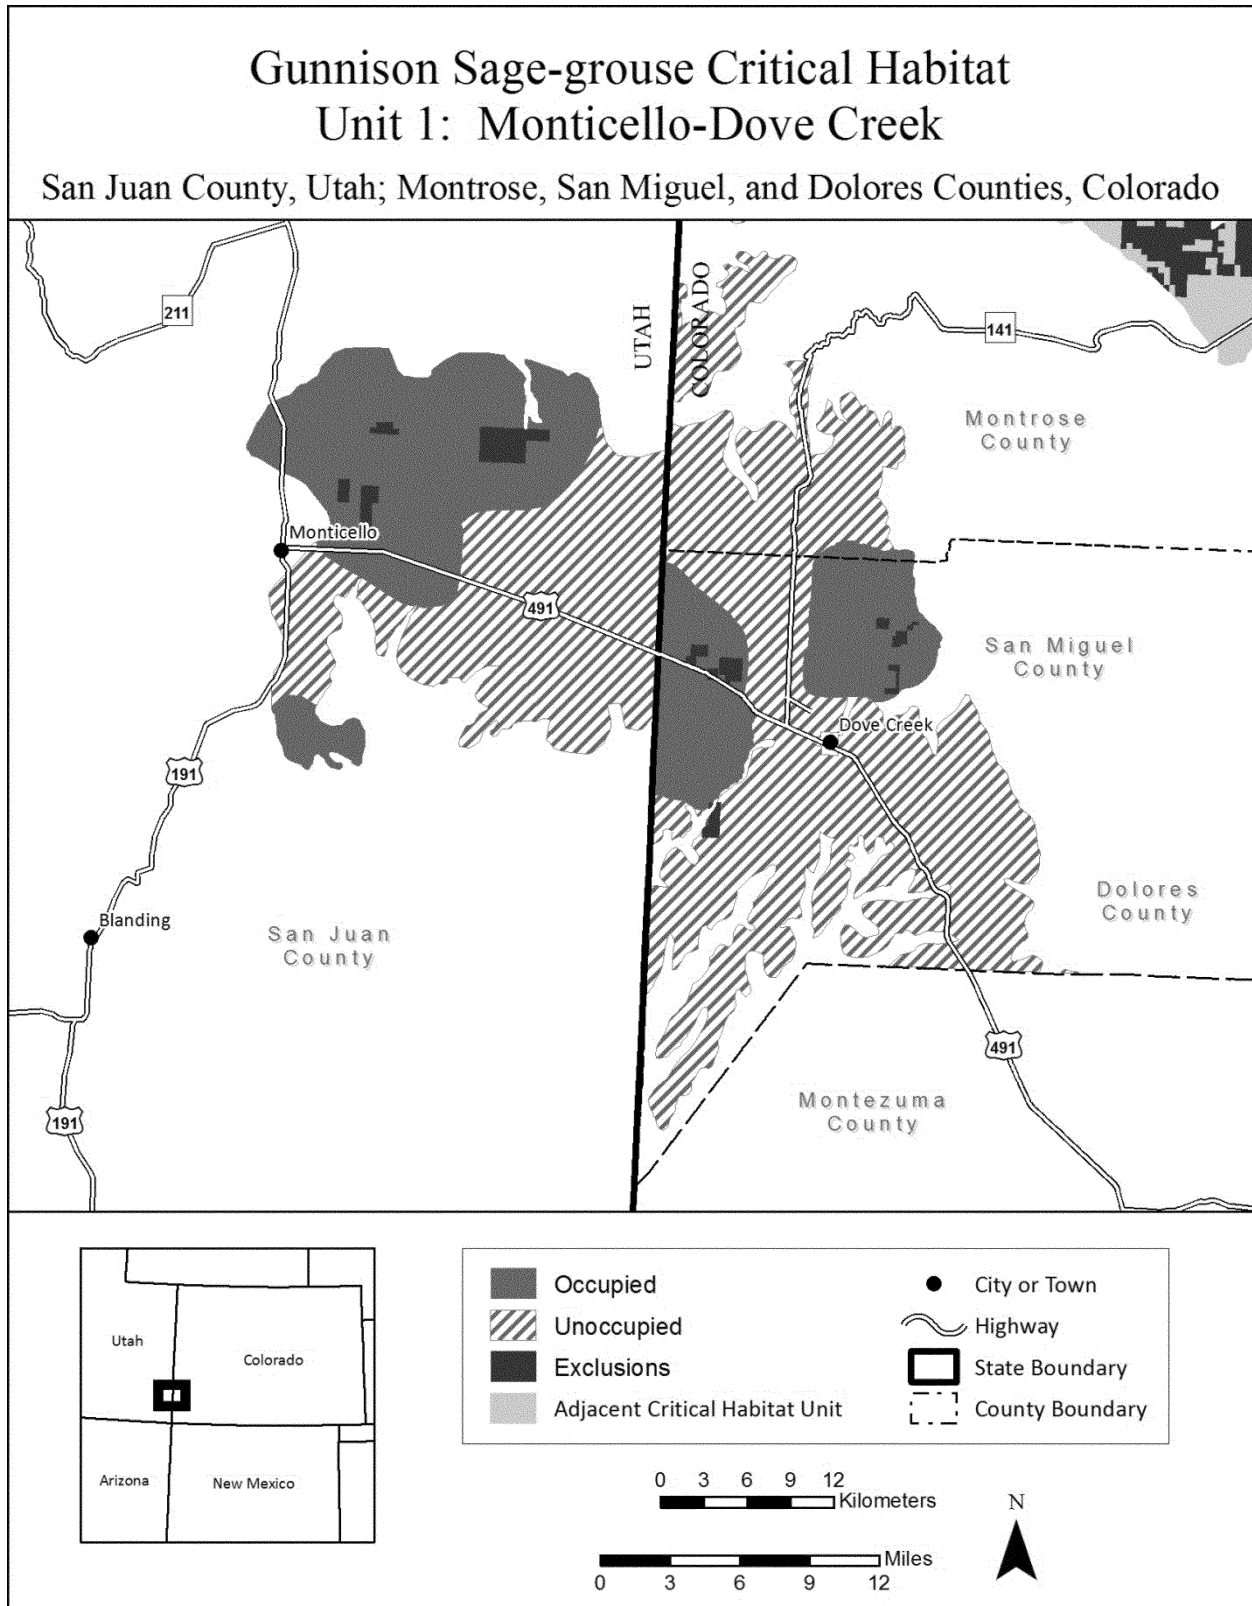 Gunnison Sage-grouse Critical Habitat
Unit 1: Monticello-Dove Creek
San Juan County, Utah; Montrose, San Miguel, and Dolores Counties, Colorado
211
UTAH
COLORADO
141
Montrose
County
Monticello
491
San Miguel
County
Dove Creek
191
Blanding
San Juan
County
Dolores
County
491
191
Montezuma
County
Utah
Colorado
Arizona
New Mexico
Occupied
Unoccupied
Exclusions
Adjacent Critical Habitat Unit
City or Town
Highway
State Boundary
County Boundary
0 3 6 9 12
Kilometers
Miles
0 3 6 9 12
N